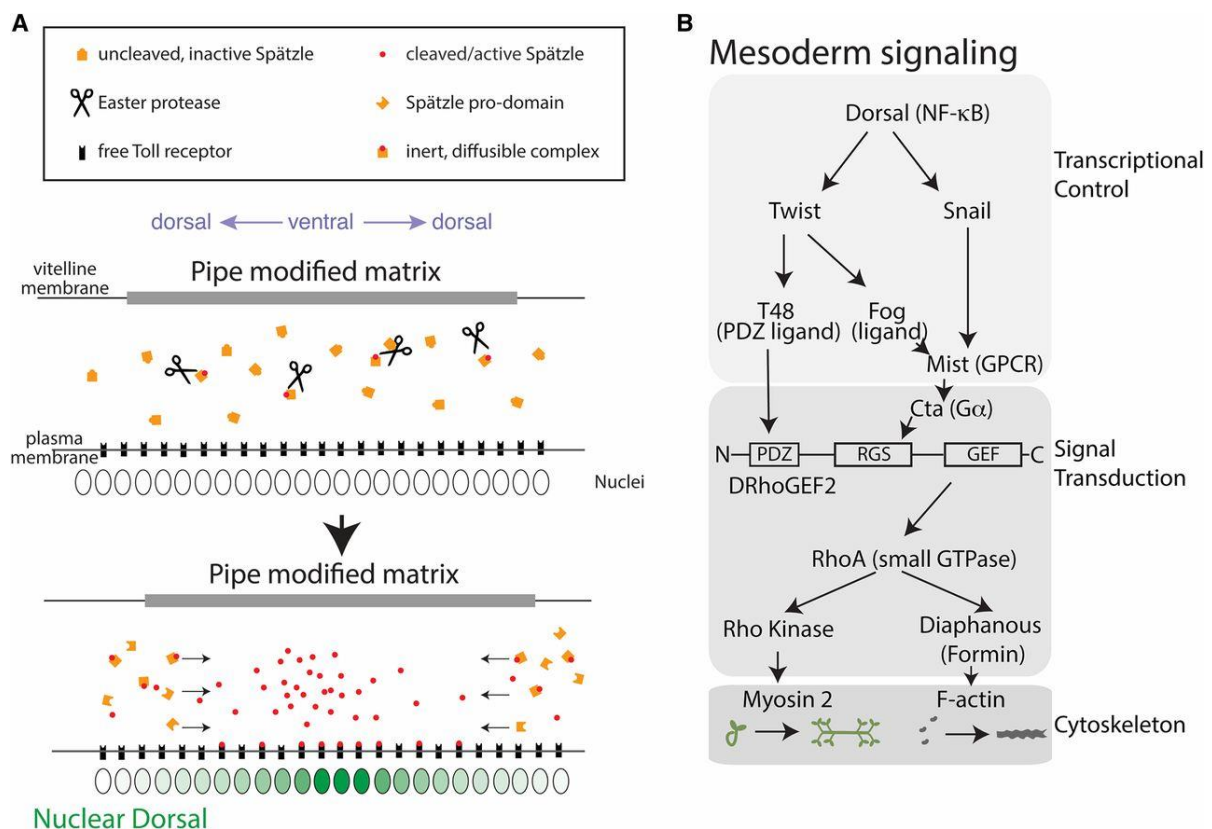 A
uncleaved, inactive Spätzle
cleaved/active Spätzle
Easter protease
Spätzle pro-domain
free Toll receptor
inert, diffusible complex
dorsal
ventral
dorsal
Pipe modified matrix
vitelline
membrane
plasma
membrane
Nuclei
Pipe modified matrix
Nuclear Dorsal
B
Mesoderm signaling
Dorsal (NF-κB)
Transcriptional
Control
Twist
Snail
T48
(PDZ ligand)
Fog
(ligand)
Mist (GPCR)
Cta (Gα)
N
PDZ
RGS
GEF
C
DRhoGEF2
Signal
Transduction
RhoA (small GTPase)
Rho Kinase
Diaphanous
(Formin)
Myosin 2
F-actin
Cytoskeleton